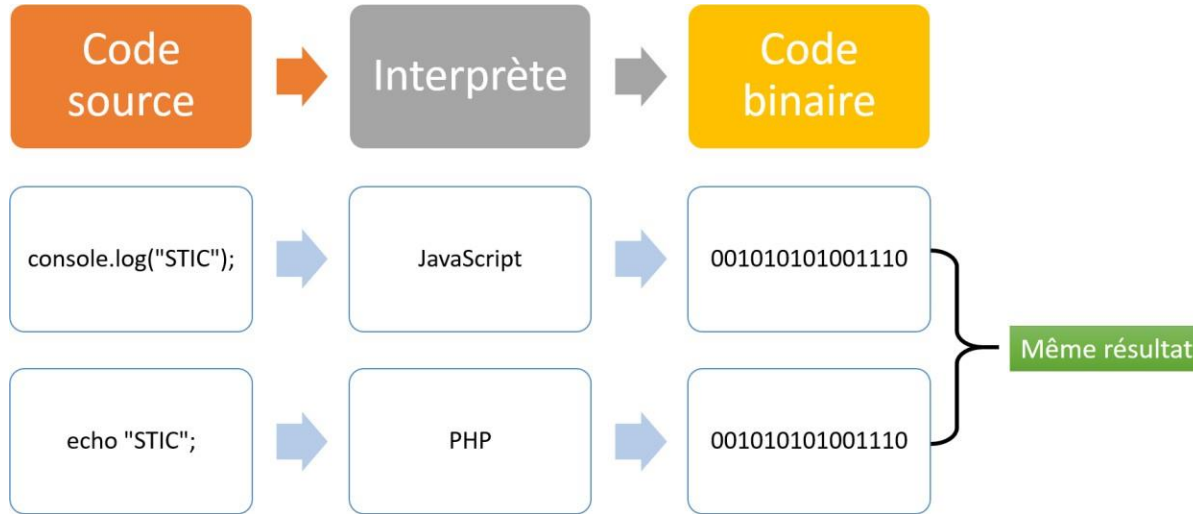 Code
source
Interprète
Code
binaire
console.log("STIC");
JavaScript
001010101001110
echo "STIC";
PHP
001010101001110
Même résultat